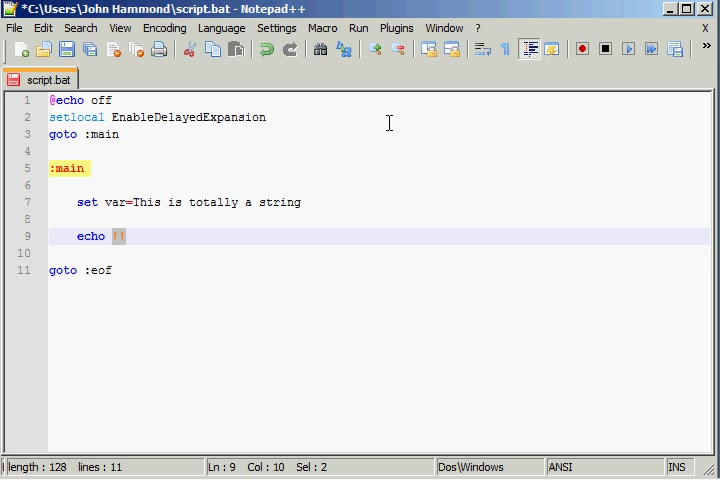 *C:\Users\John Hammond\script.bat - Notepad++
File Edit Search View Encoding Language Settings Macro Run Plugins Window ? X
script.bat
1 @echo off
2 setlocal EnableDelayedExpansion
3 goto :main
4
5 :main
6
7 set var=This is totally a string
8
9 echo !!
10
11 goto :eof
length : 128 lines : 11 Ln : 9 Col : 10 Sel : 2 Dos\Windows ANSI INS